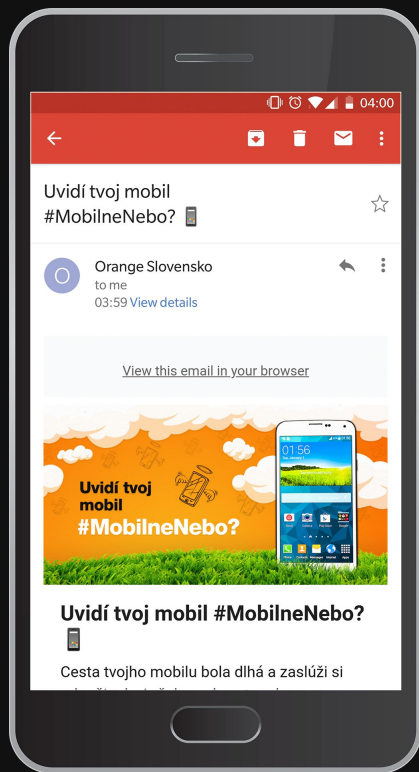 04:00
Uvidí tvoj mobil
#MobilneNebo?
O
Orange Slovensko
to me
03:59 View details
View this email in your browser
Uvidí tvoj
mobil
#MobilneNebo?
01 56
Uvidí tvoj mobil #MobilneNebo?
Cesta tvojho mobilu bola dlhá a zaslúži si